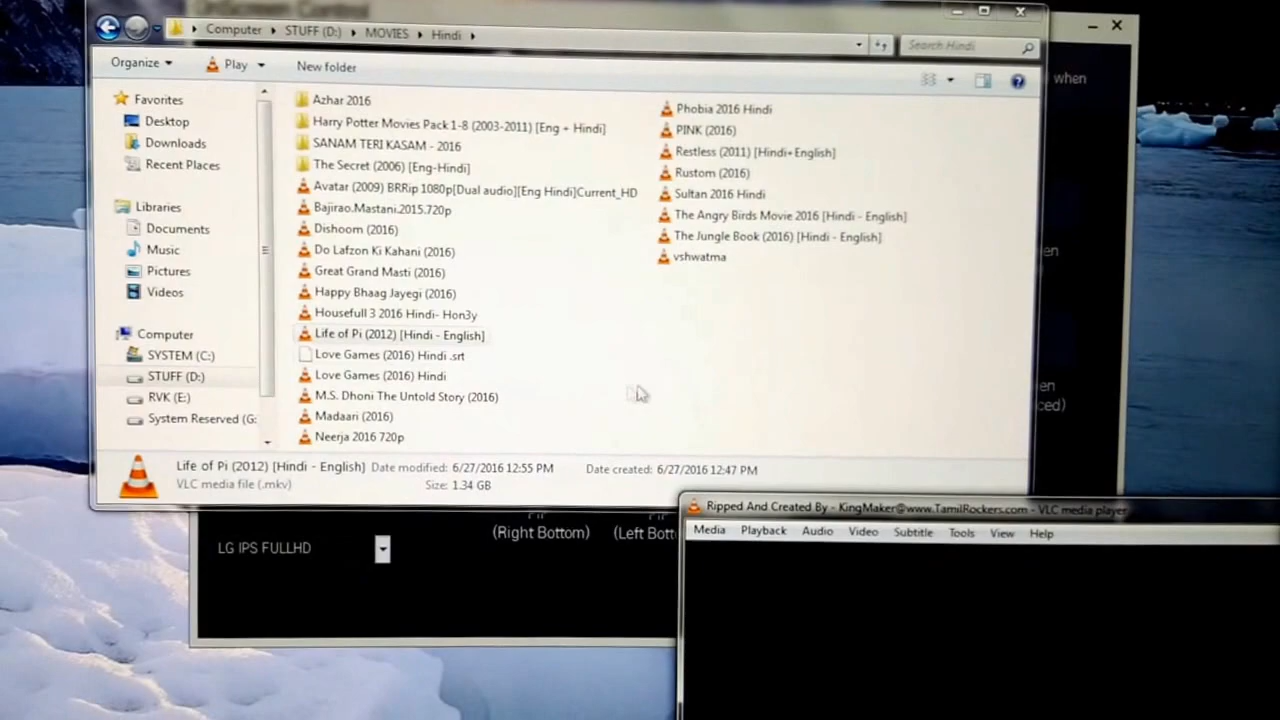 OnScreen Control
Computer STUFF (D:) MOVIES Hindi
Search Hindi
Organize Play New folder
when
Favorites
Desktop
Downloads
Recent Places
Libraries
Documents
Music
Pictures
Videos
Computer
SYSTEM (C:)
STUFF (D:)
RVK (E:)
System Reserved (G:
Azhar 2016
Harry Potter Movies Pack 1-8 (2003-2011) [Eng + Hindi]
SANAM TERI KASAM - 2016
The Secret (2006) [Eng-Hindi]
Avatar (2009) BRRip 1080p[Dual audio][Eng Hindi]Current_HD
Bajirao.Mastani.2015.720p
Dishoom (2016)
Do Lafzon Ki Kahani (2016)
Great Grand Masti (2016)
Happy Bhaag Jayegi (2016)
Housefull 3 2016 Hindi- Hon3y
Life of Pi (2012) [Hindi - English]
Love Games (2016) Hindi .srt
Love Games (2016) Hindi
M.S. Dhoni The Untold Story (2016)
Madaari (2016)
Neerja 2016 720p
Phobia 2016 Hindi
PINK (2016)
Restless (2011) [Hindi+English]
Rustom (2016)
Sultan 2016 Hindi
The Angry Birds Movie 2016 [Hindi - English]
The Jungle Book (2016) [Hindi - English]
vshwatma
en
en
ced)
Life of Pi (2012) [Hindi - English] Date modified: 6/27/2016 12:55 PM Date created: 6/27/2016 12:47 PM
VLC media file (.mkv) Size: 1.34 GB
(Right Bottom) (Left Bott
LG IPS FULLHD
Ripped And Created By - KingMaker@www.TamilRockers.com - VLC media player
Media Playback Audio Video Subtitle Tools View Help